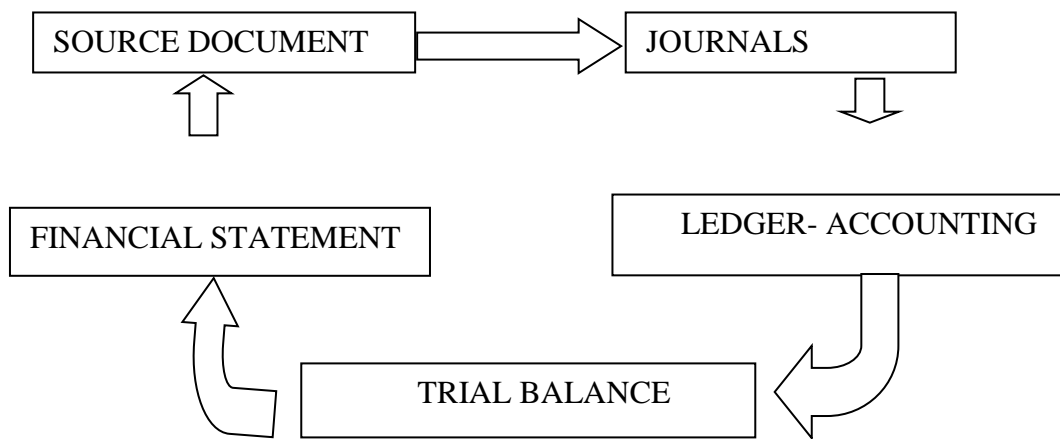 SOURCE DOCUMENT
JOURNALS
FINANCIAL STATEMENT
LEDGER- ACCOUNTING
TRIAL BALANCE